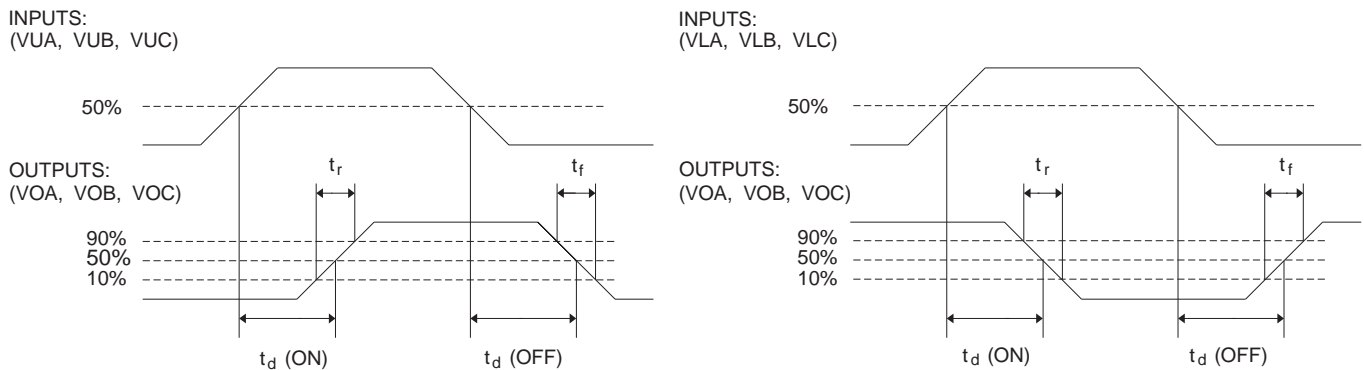 INPUTS:
(VUA, VUB, VUC)
50%
OUTPUTS:
(VOA, VOB, VOC)
tr
tf
90%
50%
10%
td (ON)
td (OFF)
INPUTS:
(VLA, VLB, VLC)
50%
OUTPUTS:
(VOA, VOB, VOC)
tr
tf
90%
50%
10%
td (ON)
td (OFF)